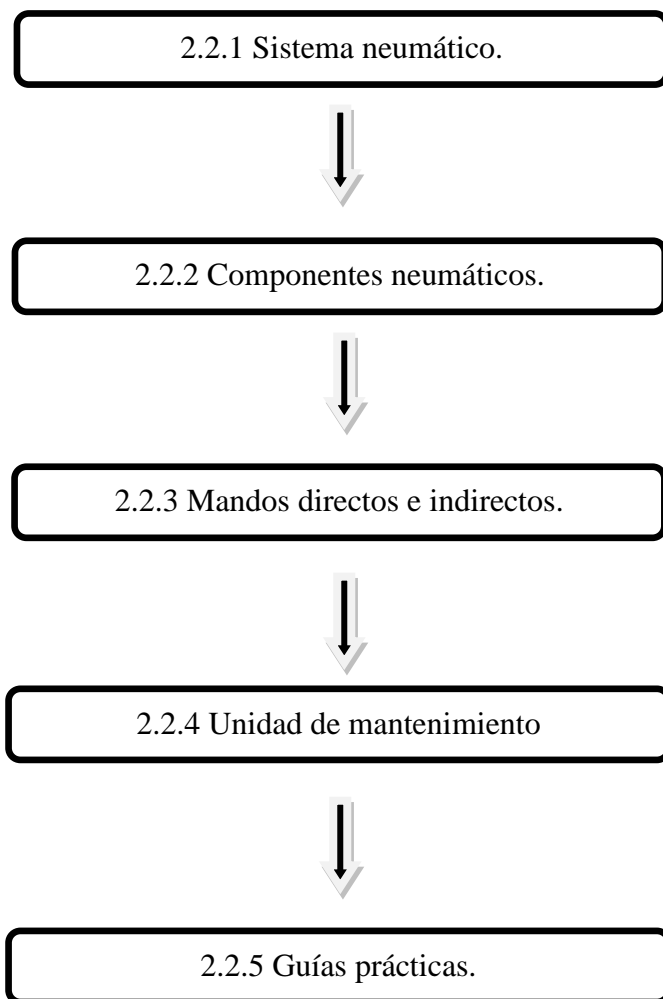 2.2.1 Sistema neumático.
2.2.2 Componentes neumáticos.
2.2.3 Mandos directos e indirectos.
2.2.4 Unidad de mantenimiento
2.2.5 Guías prácticas.